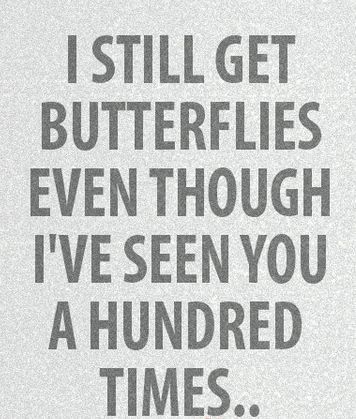 I STILL GET
BUTTERFLIES
EVEN THOUGH
I'VE SEEN YOU
A HUNDRED
TIMES..